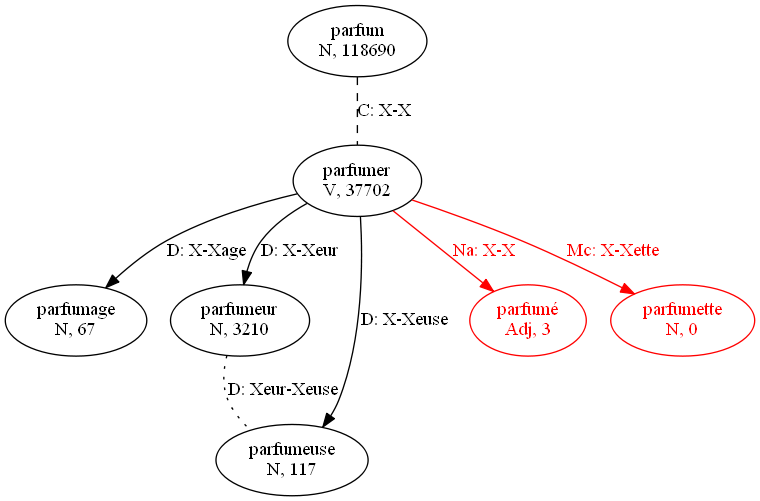 parfum
N, 118690
C: X-X
parfumer
V, 37702
D: X-Xage
D: X-Xeur
Na: X-X
Mc: X-Xette
parfumage
N, 67
parfumeur
N, 3210
D: X-Xeuse
parfumé
Adj, 3
parfumette
N, 0
D: Xeur-Xeuse
parfumeuse
N, 117